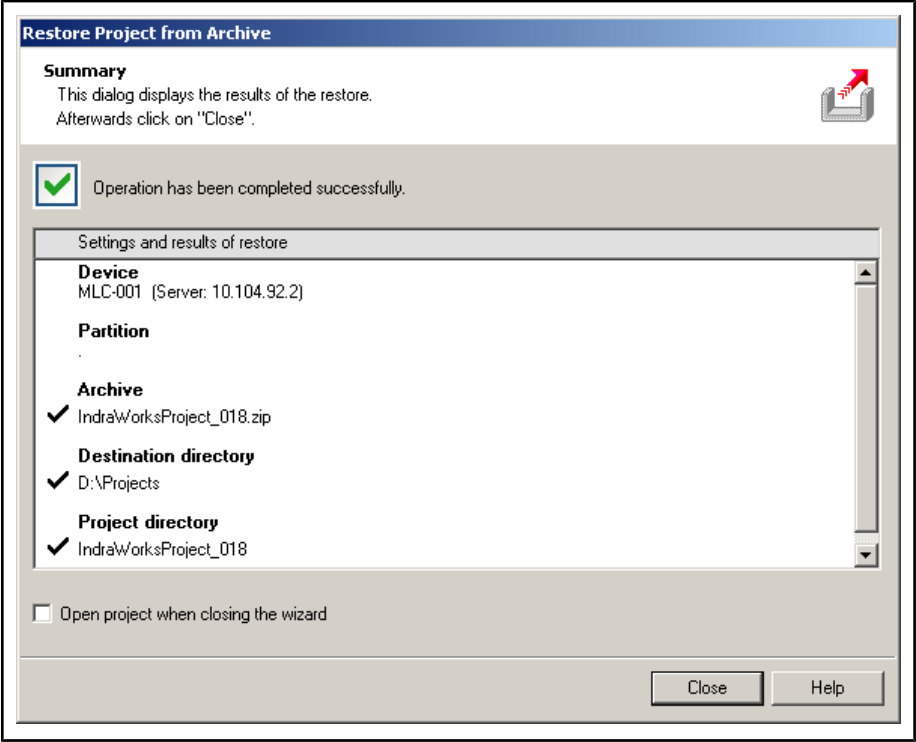 Restore Project from Archive
Summary
This dialog displays the results of the restore.
Afterwards click on "Close".
Operation has been completed successfully.
Settings and results of restore
Device
MLC-001 (Server: 10.104.92.2)
Partition
.
Archive
IndraWorksProject_018.zip
Destination directory
D:\Projects
Project directory
IndraWorksProject_018
Open project when closing the wizard
Close
Help